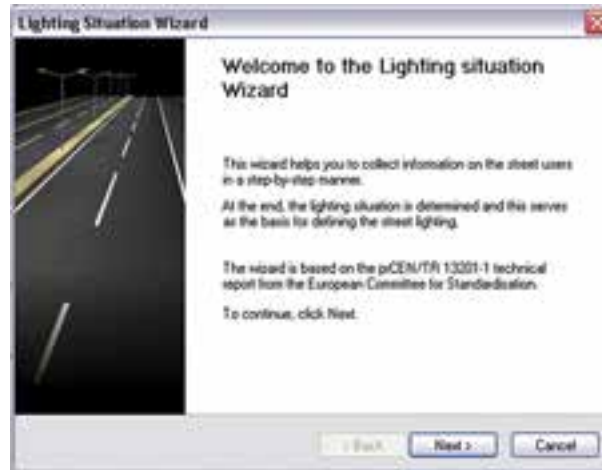 Lighting Situation Wizard
Welcome to the Lighting situation
Wizard
This wizard helps you to collect information on the street users
in a step-by-step manner.
At the end, the lighting situation is determined and this serves
as the basis for defining the street lighting.
The wizard is based on the prCEN/TR 13201-1 technical
report from the European Committee for Standardisation.
To continue, click Next.
< Back
Next >
Cancel